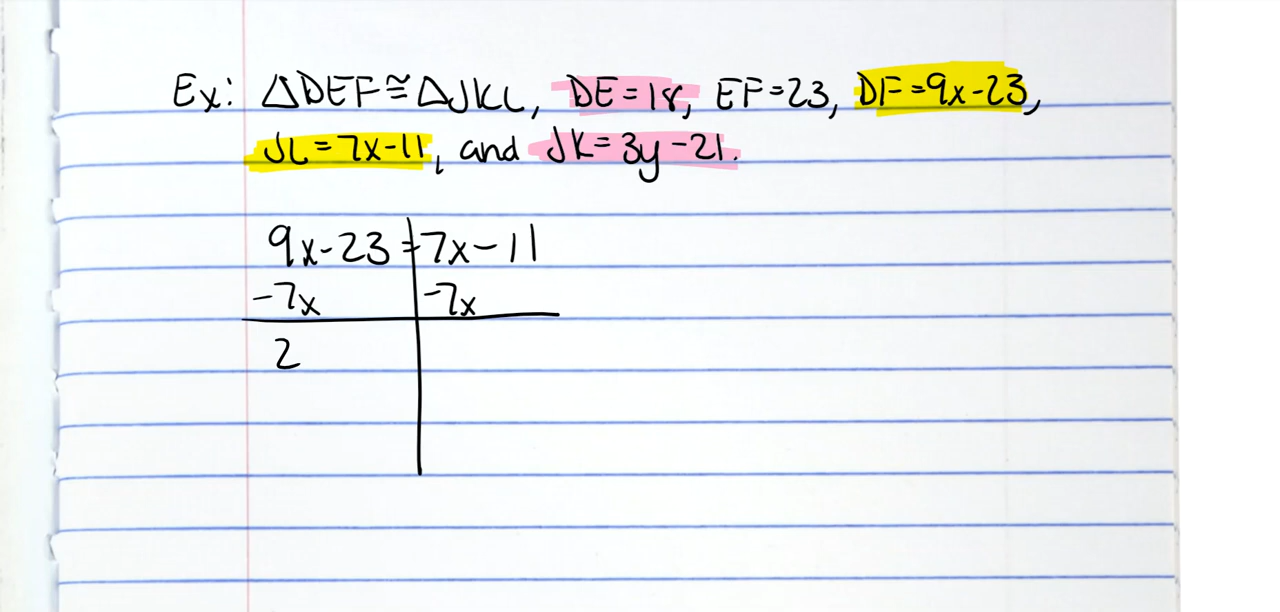 Ex: △DEF≅△JKL, DE=18, EF=23, DF=9x-23,
JL=7x-11, and JK=3y-21.
9x-23=7x-11
-7x -7x
2